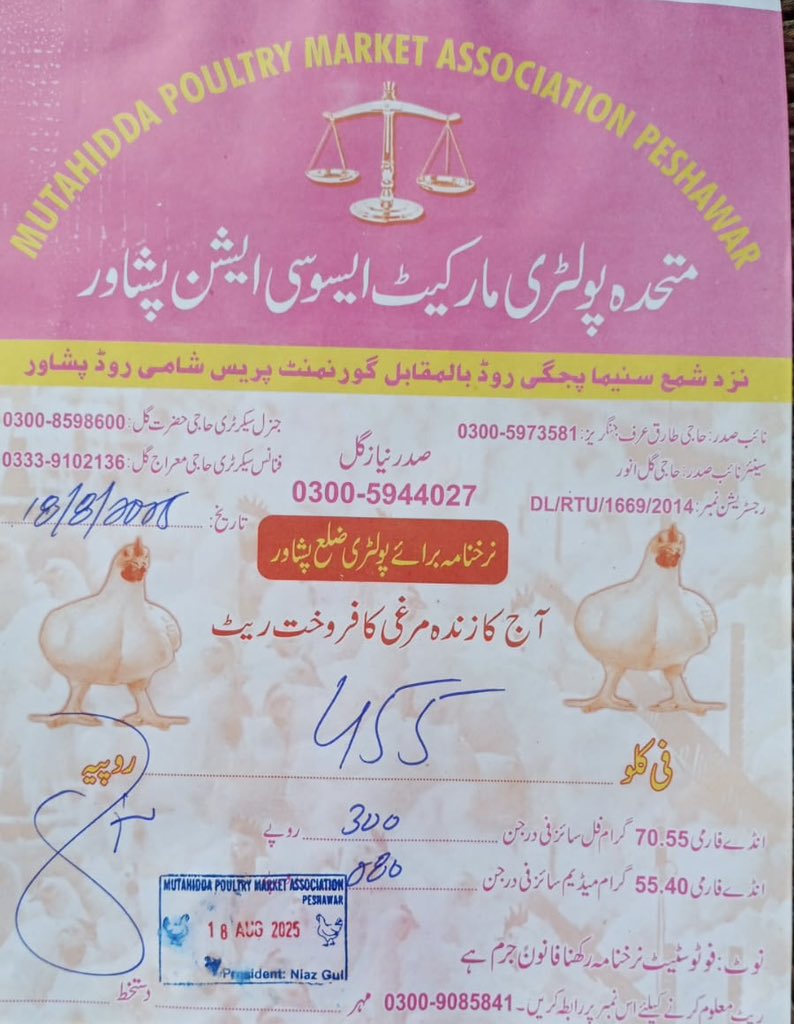 MUTAHIDDA POULTRY MARKET ASSOCIATION PESHAWAR
متحدہ پولٹری مارکیٹ ایسوسی ایشن پشاور
نزد شمع سنیما پجگی روڈ بالمقابل گورنمنٹ پریس شامی روڈ پشاور
نائب صدر: حاجی طارق عرف جنگریز: 0300-5973581
سینئر نائب صدر: حاجی گل انور
رجسٹریشن نمبر: DL/RTU/1669/2014
صدر نیاز گل
0300-5944027
جنرل سیکرٹری حاجی حضرت گل: 0300-8598600
فنانس سیکرٹری حاجی معراج گل: 0333-9102136
تاریخ: 18/8/2025
نرخنامہ برائے پولٹری ضلع پشاور
آج کا زندہ مرغی کا فروخت ریٹ
فی کلو 455 روپیہ
انڈے فارمی 70.55 گرام فل سائز فی درجن 300 روپے
انڈے فارمی 55.40 گرام میڈیم سائز فی درجن
MUTAHIDDA POULTRY MARKET ASSOCIATION
PESHAWAR
18 AUG 2025
President: Niaz Gul
نوٹ: فوٹوسٹیٹ نرخنامہ رکھنا قانوناً جرم ہے
ریٹ معلوم کرنے کیلئے اس نمبر پر رابطہ کریں۔ 0300-9085841 مہر دستخط